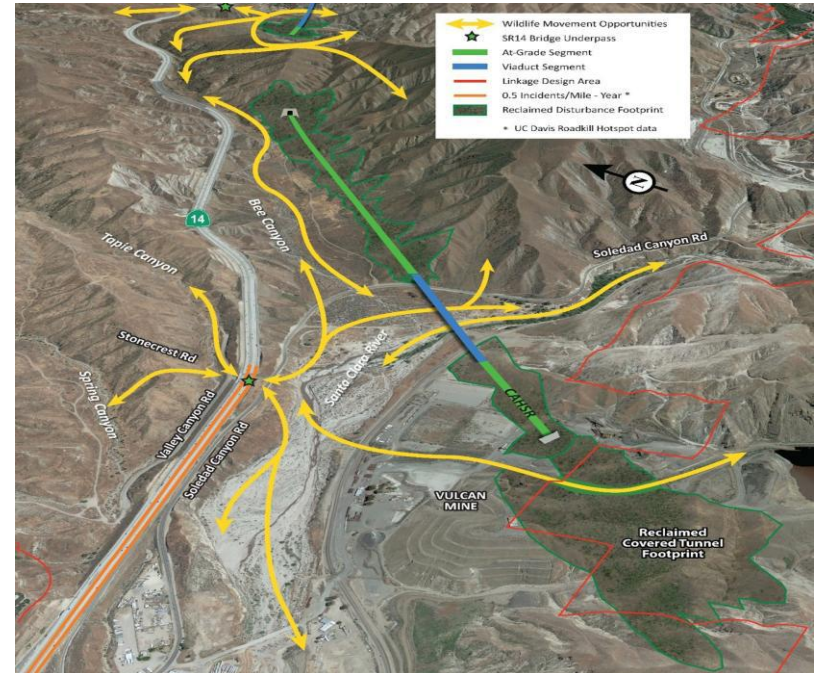 Wildlife Movement Opportunities
SR14 Bridge Underpass
At-Grade Segment
Viaduct Segment
Linkage Design Area
0.5 Incidents/Mile - Year *
Reclaimed Disturbance Footprint
* UC Davis Roadkill Hotspot data
N
14
Bee Canyon
Tapie Canyon
Soledad Canyon Rd
Stonecrest Rd
Spring Canyon
Santa Clara River
Valley Canyon Rd
Soledad Canyon Rd
CAHSR
VULCAN
MINE
Reclaimed
Covered Tunnel
Footprint